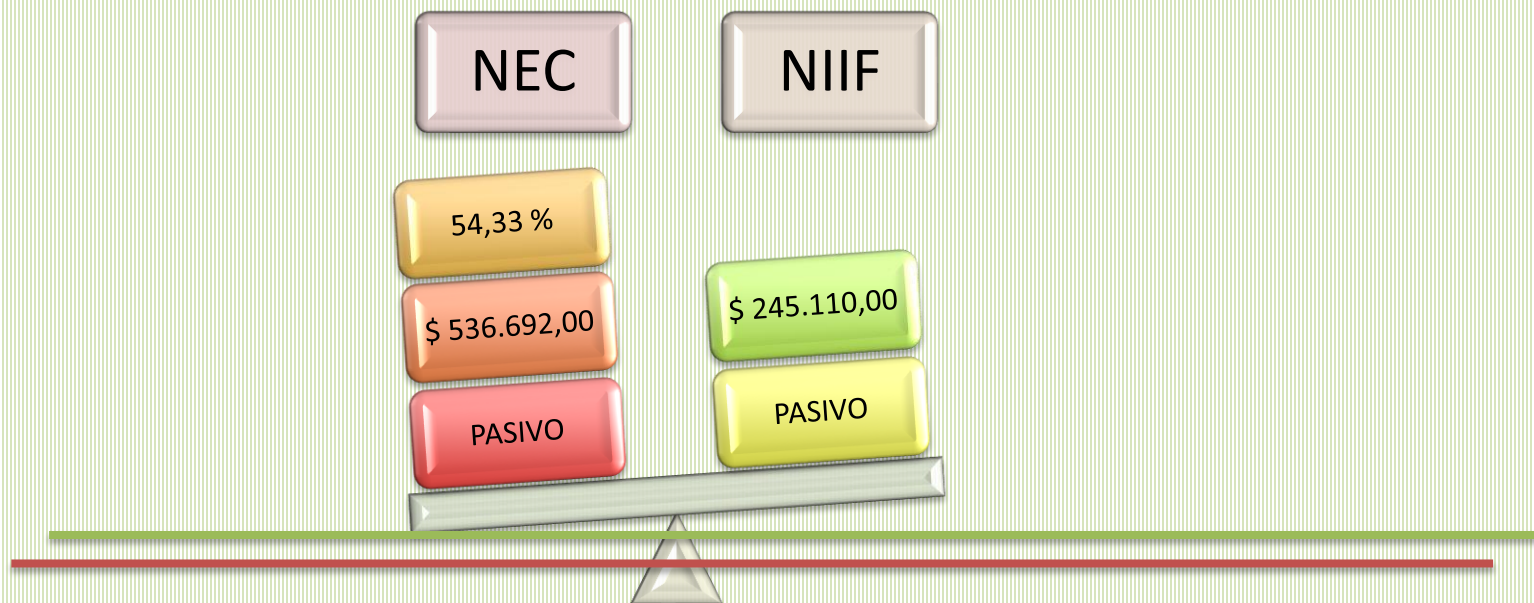 NEC
NIIF
54,33 %
$ 536.692,00
PASIVO
$ 245.110,00
PASIVO